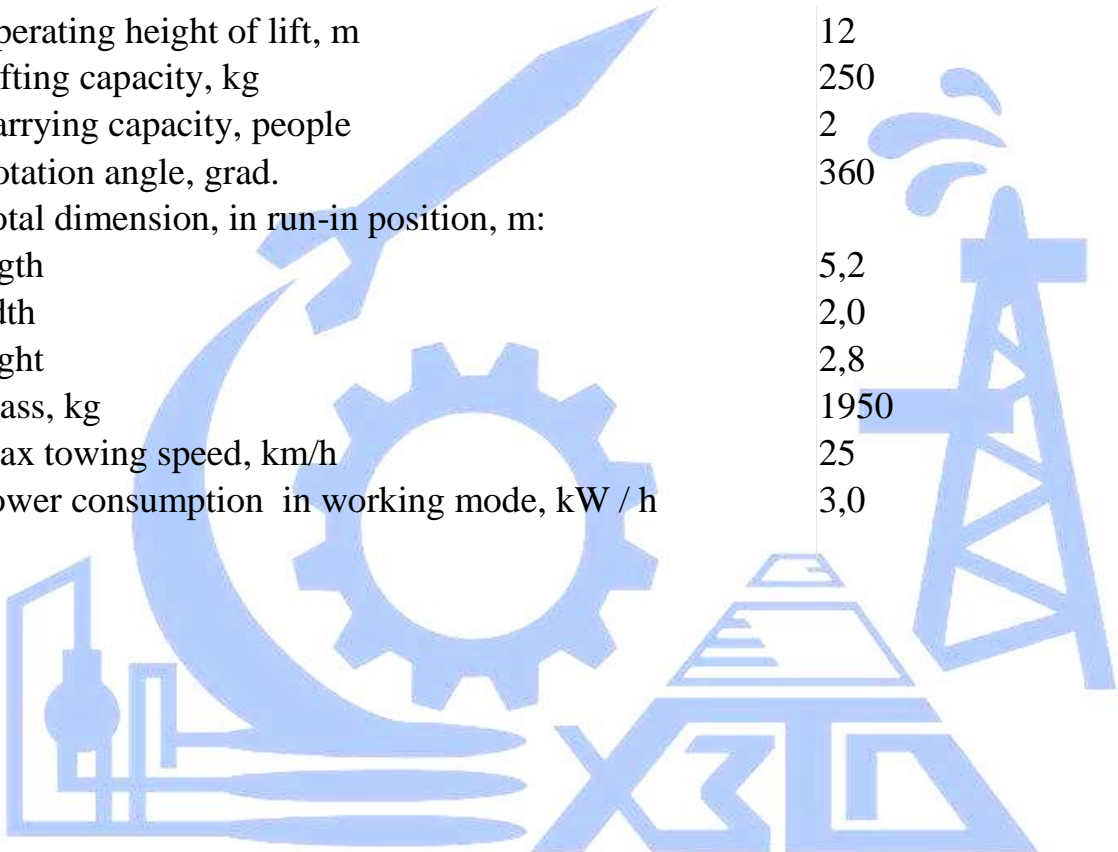 perating height of lift, m 12
fting capacity, kg 250
arrying capacity, people 2
otation angle, grad. 360
otal dimension, in run-in position, m:
gth 5,2
dth 2,0
ght 2,8
ass, kg 1950
ax towing speed, km/h 25
ower consumption in working mode, kW / h 3,0